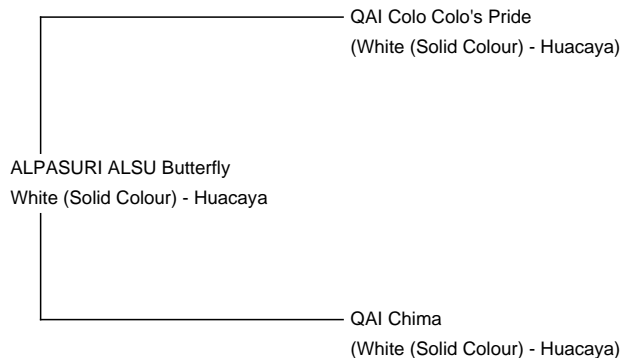 QAI Colo Colo's Pride
(White (Solid Colour) - Huacaya)
ALPASURI ALSU Butterfly
White (Solid Colour) - Huacaya
QAI Chima
(White (Solid Colour) - Huacaya)